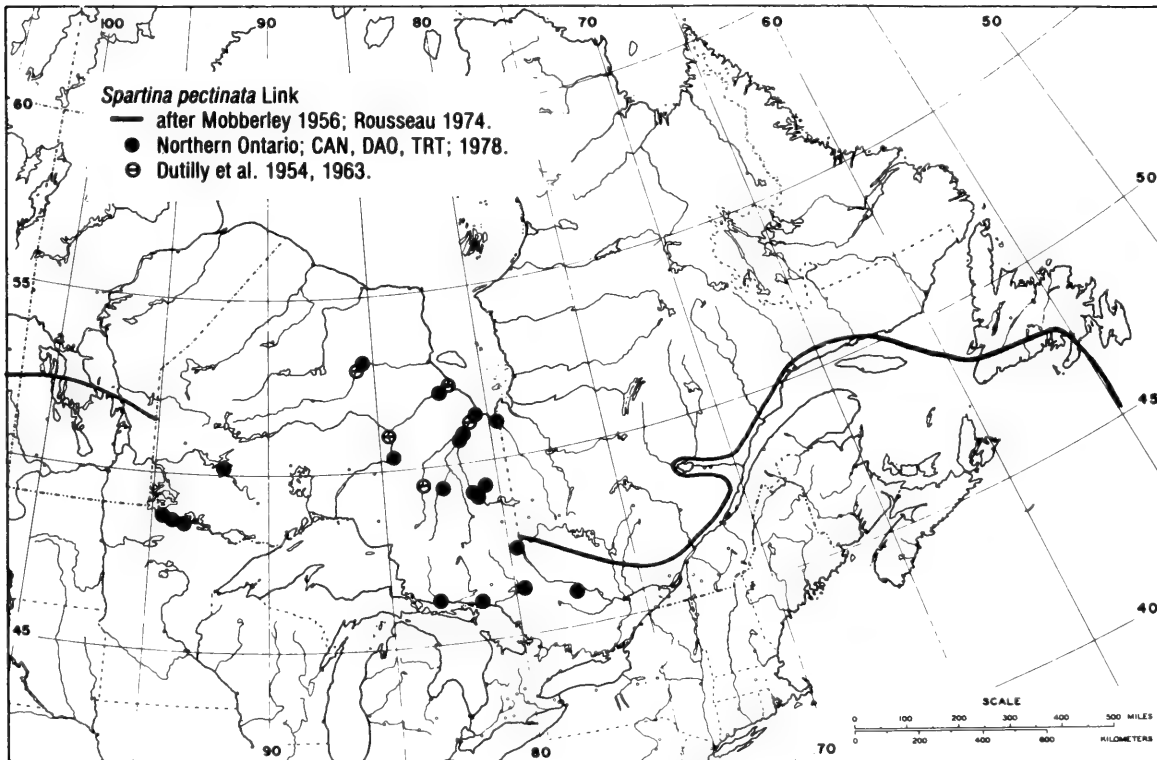 100 90 80 70 60 50
Spartina pectinata Link
after Mobberley 1956; Rousseau 1974.
Northern Ontario; CAN, DAO, TRT; 1978.
Dutilly et al. 1954, 1963.
60
50
55
45
45
40
SCALE
0 100 200 300 400 500 MILES
0 200 400 600 KILOMETERS
90 80 70